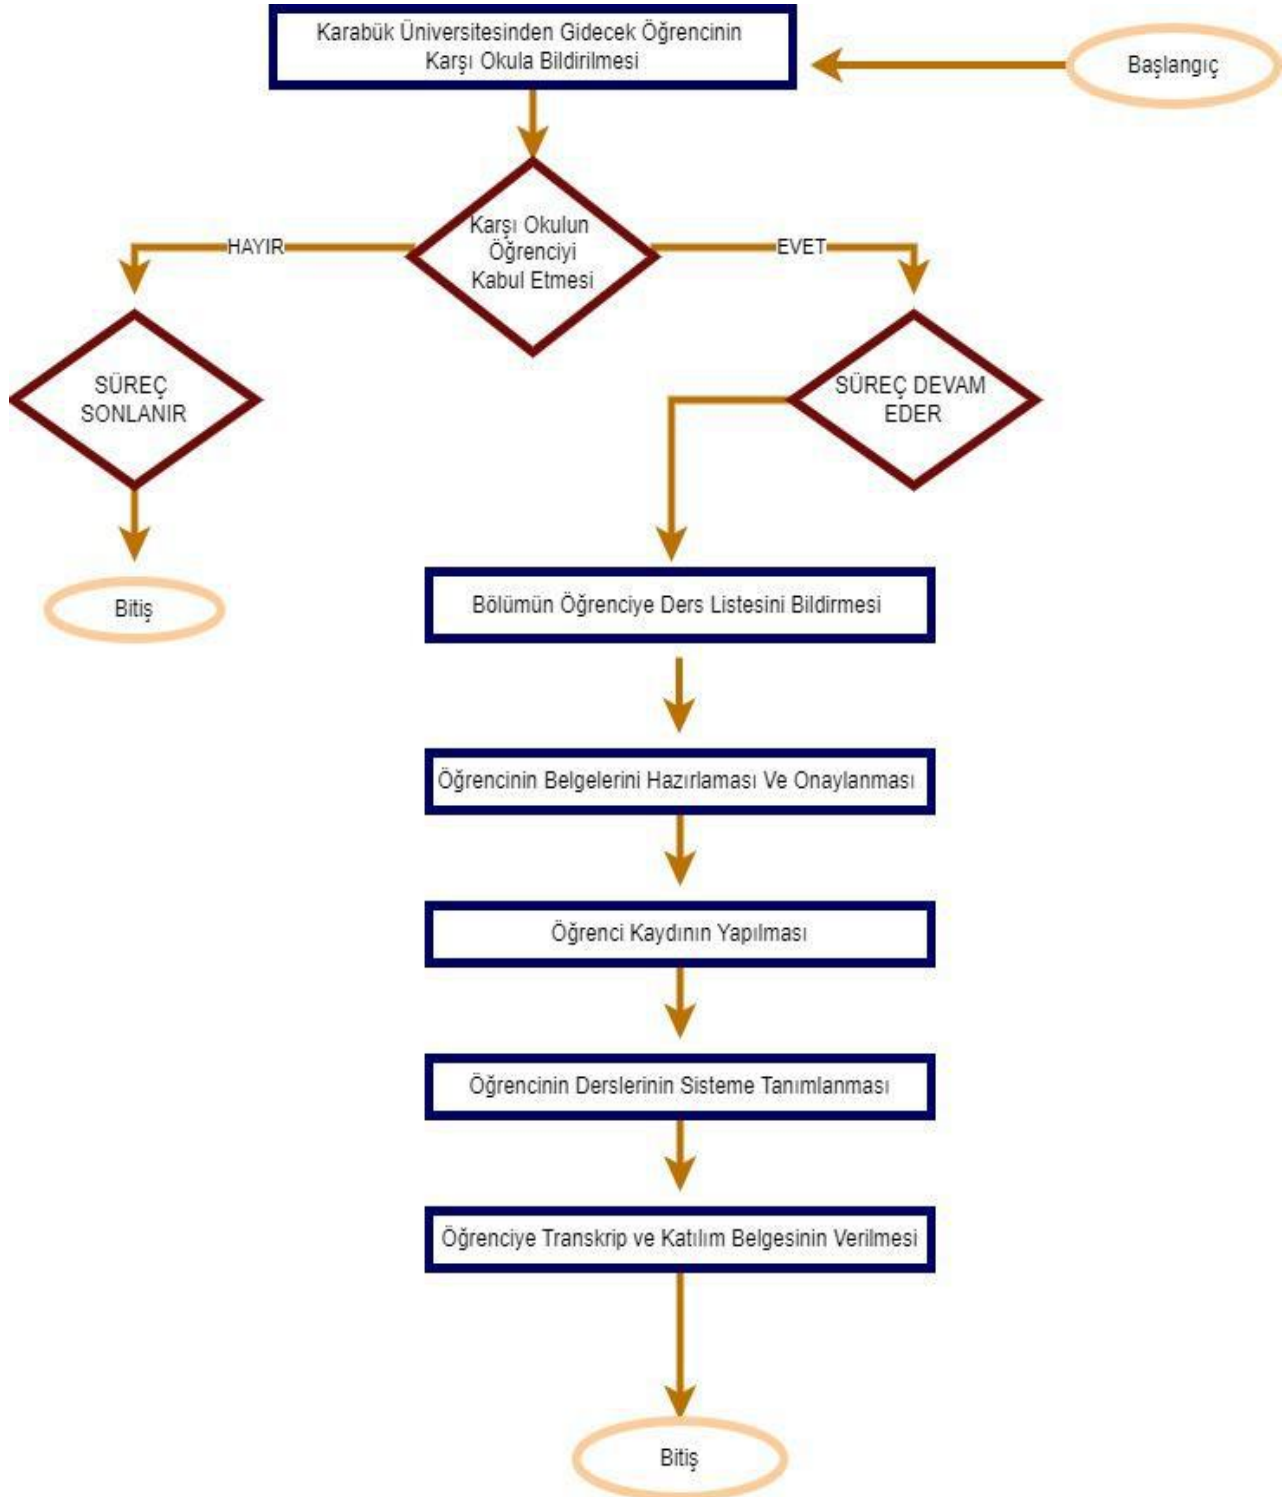 Karabük Üniversitesinden Gidecek Öğrencinin
Karşı Okula Bildirilmesi
Başlangıç
Karşı Okulun
Öğrenciyi
Kabul Etmesi
HAYIR
EVET
SÜREÇ
SONLANIR
SÜREÇ DEVAM
EDER
Bitiş
Bölümün Öğrenciye Ders Listesini Bildirmesi
Öğrencinin Belgelerini Hazırlaması Ve Onaylanması
Öğrenci Kaydının Yapılması
Öğrencinin Derslerinin Sisteme Tanımlanması
Öğrenciye Transkrip ve Katılım Belgesinin Verilmesi
Bitiş